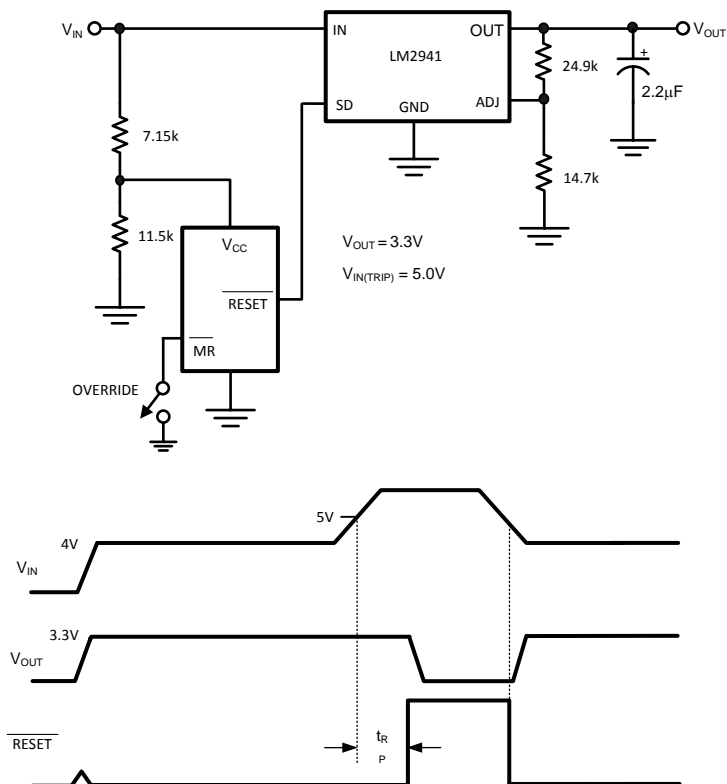 VIN
IN
OUT
VOUT
LM2941
24.9k
+
2.2μF
SD
GND
ADJ
7.15k
14.7k
11.5k
VCC
VOUT = 3.3V
VIN(TRIP) = 5.0V
RESET
MR
OVERRIDE
5V
4V
VIN
3.3V
VOUT
tR
P
RESET